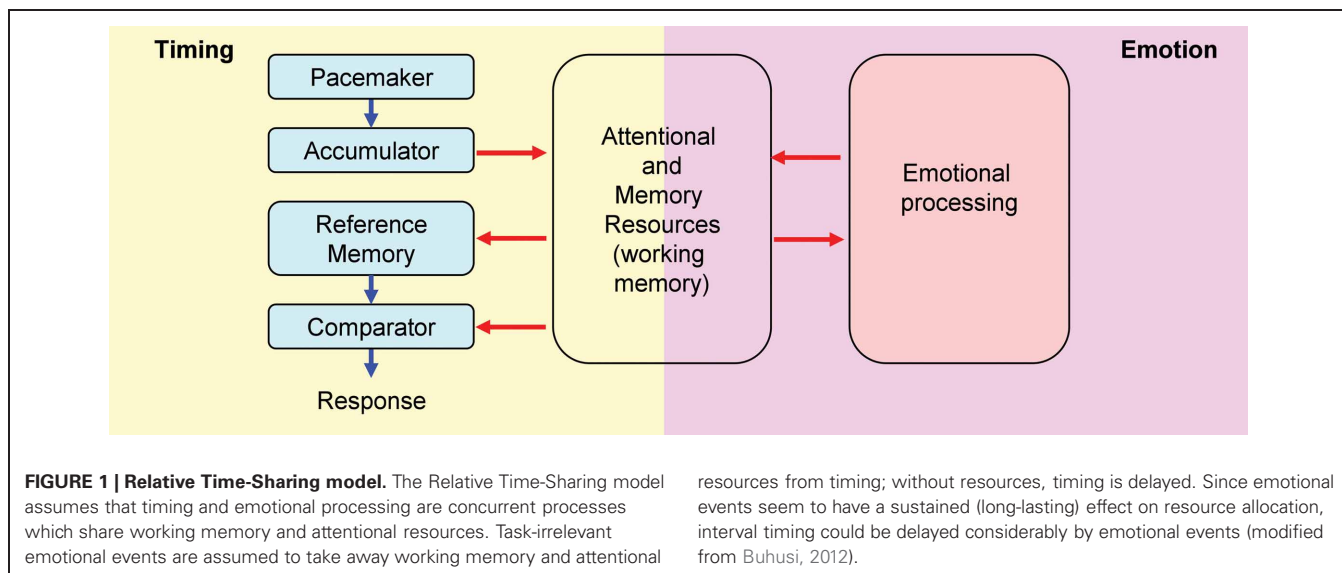 Timing
Emotion
Pacemaker
Accumulator
Reference
Memory
Comparator
Response
Attentional
and
Memory
Resources
(working
memory)
Emotional
processing
FIGURE 1 | Relative Time-Sharing model. The Relative Time-Sharing model
assumes that timing and emotional processing are concurrent processes
which share working memory and attentional resources. Task-irrelevant
emotional events are assumed to take away working memory and attentional
resources from timing; without resources, timing is delayed. Since emotional
events seem to have a sustained (long-lasting) effect on resource allocation,
interval timing could be delayed considerably by emotional events (modified
from Buhusi, 2012).